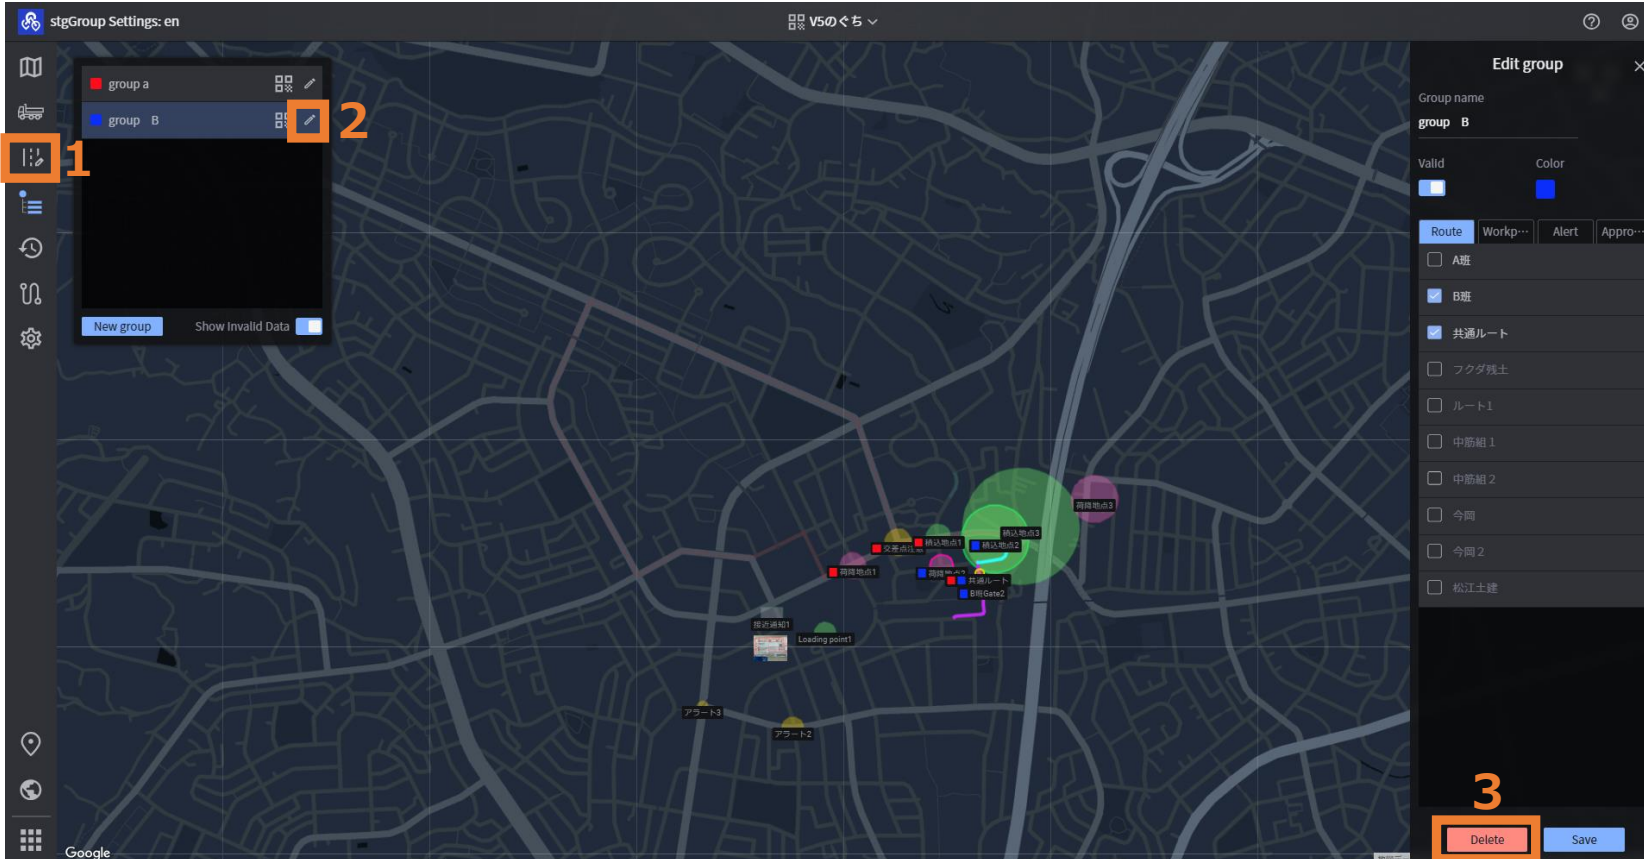 stgGroup Settings: en
V5のぐち
group a
group B
2
1
New group
Show Invalid Data
Edit group
Group name
group B
Valid
Color
Route
Workp…
Alert
Appro…
A班
B班
共通ルート
フクダ残土
ルート1
中筋組１
中筋組２
今岡
今岡２
松江土建
荷降地点3
積込地点3
積込地点1
積込地点2
荷降地点1
共通ルート
B班Gate2
接近通知1
Loading point1
アラート3
アラート2
3
Delete
Save
Google